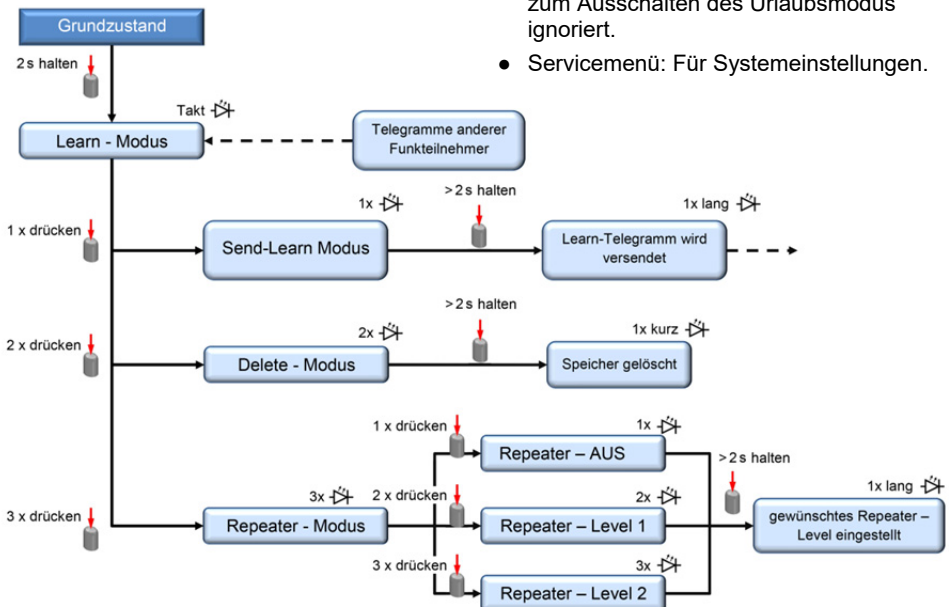 zum Ausschalten des Urlaubsmodus
ignoriert.
● Servicemenü: Für Systemeinstellungen.
Grundzustand
2 s halten
Takt
Learn - Modus
Telegramme anderer
Funkteilnehmer
1 x drücken
1x
Send-Learn Modus
>2 s halten
1x lang
Learn-Telegramm wird
versendet
2 x drücken
2x
Delete - Modus
>2 s halten
1x kurz
Speicher gelöscht
3 x drücken
3x
Repeater - Modus
1 x drücken
1x
Repeater – AUS
2 x drücken
2x
Repeater – Level 1
3 x drücken
3x
Repeater – Level 2
>2 s halten
1x lang
gewünschtes Repeater –
Level eingestellt